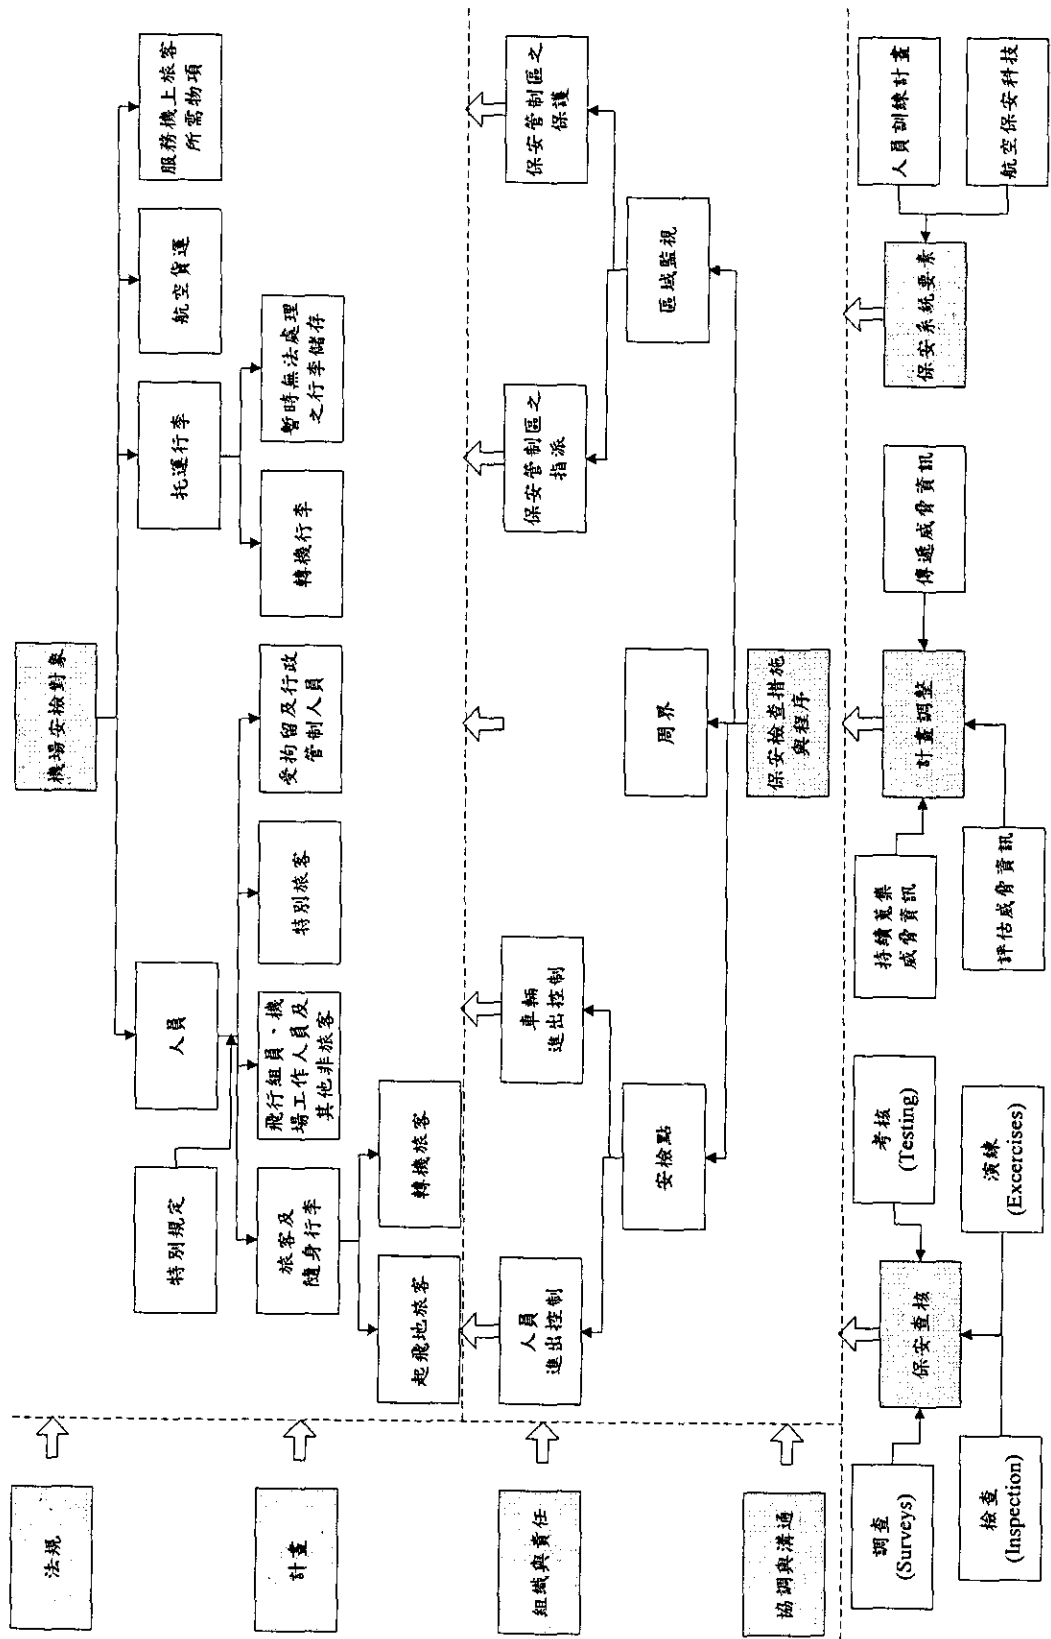 法規
計畫
組織與責任
協調與溝通
機場安檢對象
特別規定
人員
托運行李
航空貨運
服務機上旅客
所需物項
旅客及
隨身行李
飛行組員、機
場工作人員及
其他非旅客
特別旅客
受拘留及行政
管制人員
轉機行李
暫時無法處理
之行李儲存
起飛地旅客
轉機旅客
人員
進出控制
車輛
進出控制
保安管制區之
指派
保安管制區之
保護
安檢點
周界
區域監視
保安檢查措施
與程序
調查
(Surveys)
考核
(Testing)
持續蒐集
威脅資訊
傳遞威脅資訊
人員訓練計畫
保安查核
計畫調整
保安系統要素
檢查
(Inspection)
演練
(Excercises)
評估威脅資訊
航空保安科技